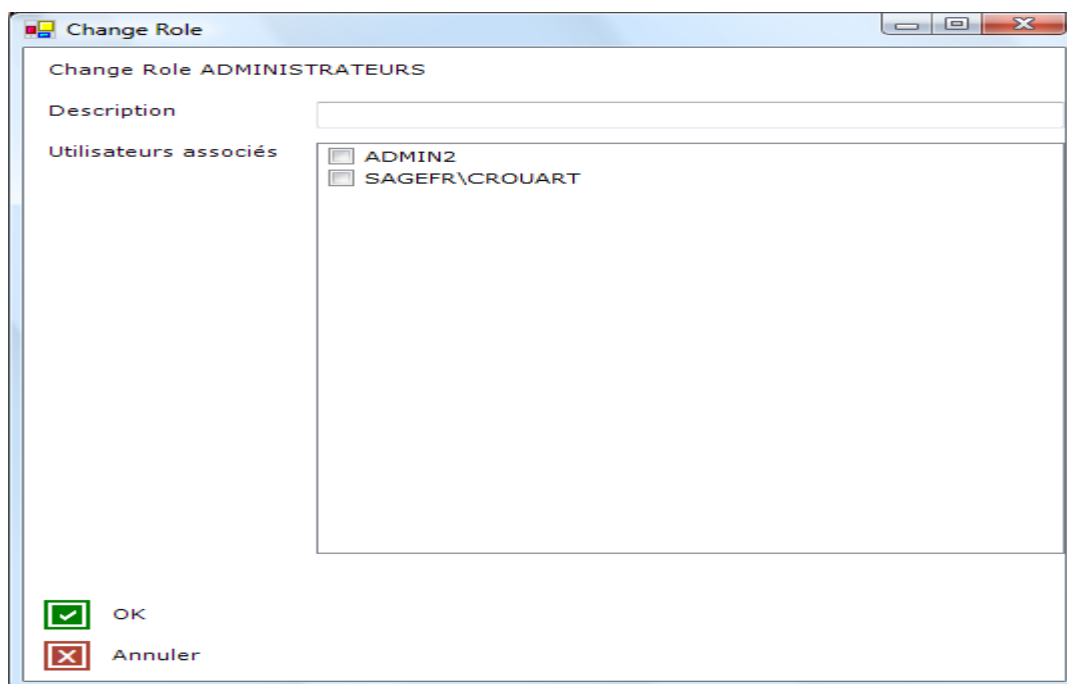 Change Role
Change Role ADMINISTRATEURS
Description
Utilisateurs associés
ADMIN2
SAGEFR\CROUART
OK
Annuler